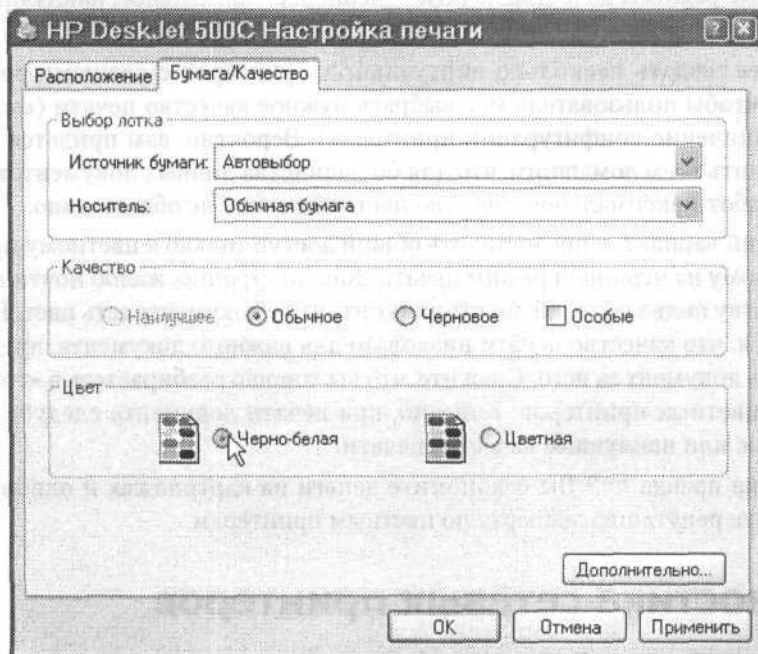 HP DeskJet 500C Настройка печати
Расположение Бумага/Качество
Выбор лотка
Источник бумаги: Автовыбор
Носитель: Обычная бумага
Качество
Наилучшее Обычное Черновое Особые
Цвет
Черно-белая Цветная
Дополнительно...
OK Отмена Применить